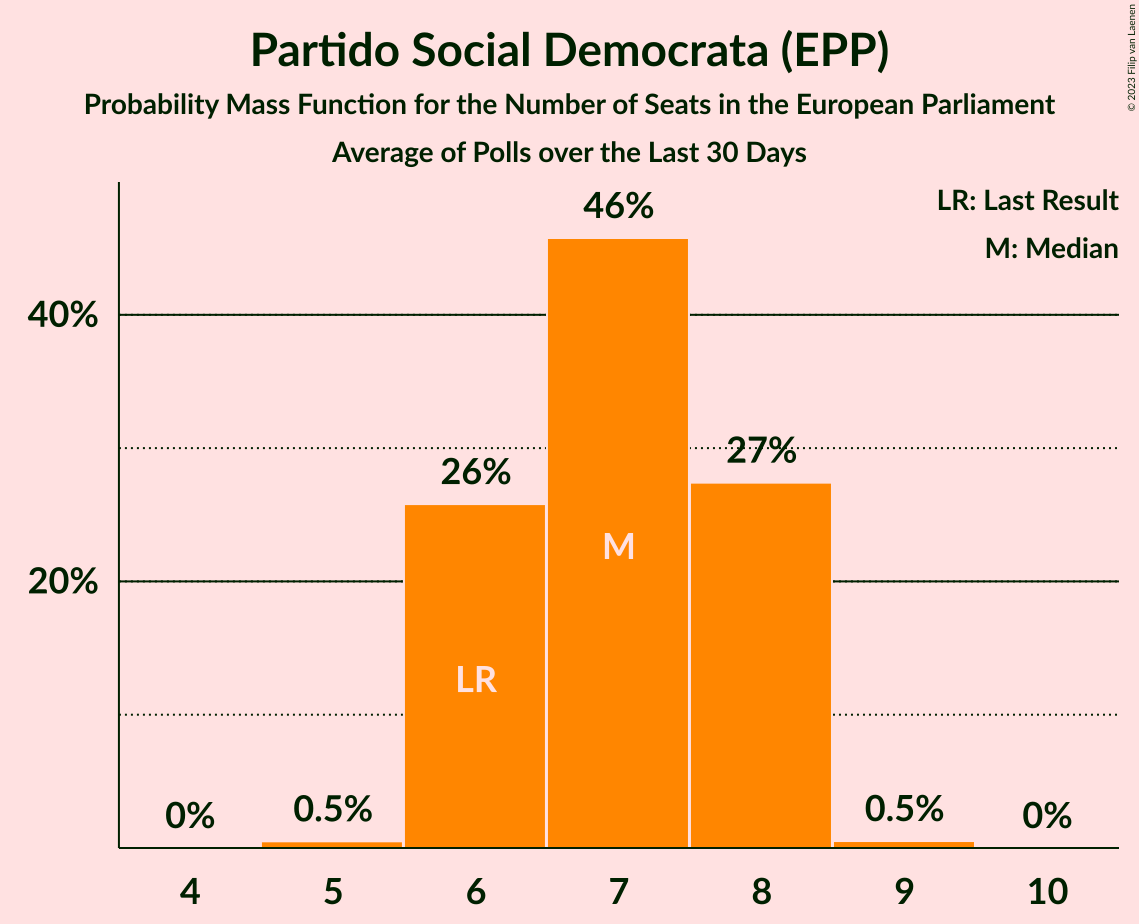 Partido Social Democrata (EPP)
Probability Mass Function for the Number of Seats in the European Parliament
Average of Polls over the Last 30 Days
© 2023 Filip van Laenen
LR: Last Result
M: Median
46%
40%
27%
26%
M
20%
LR
0%
0.5%
0.5%
0%
4
5
6
7
8
9
10